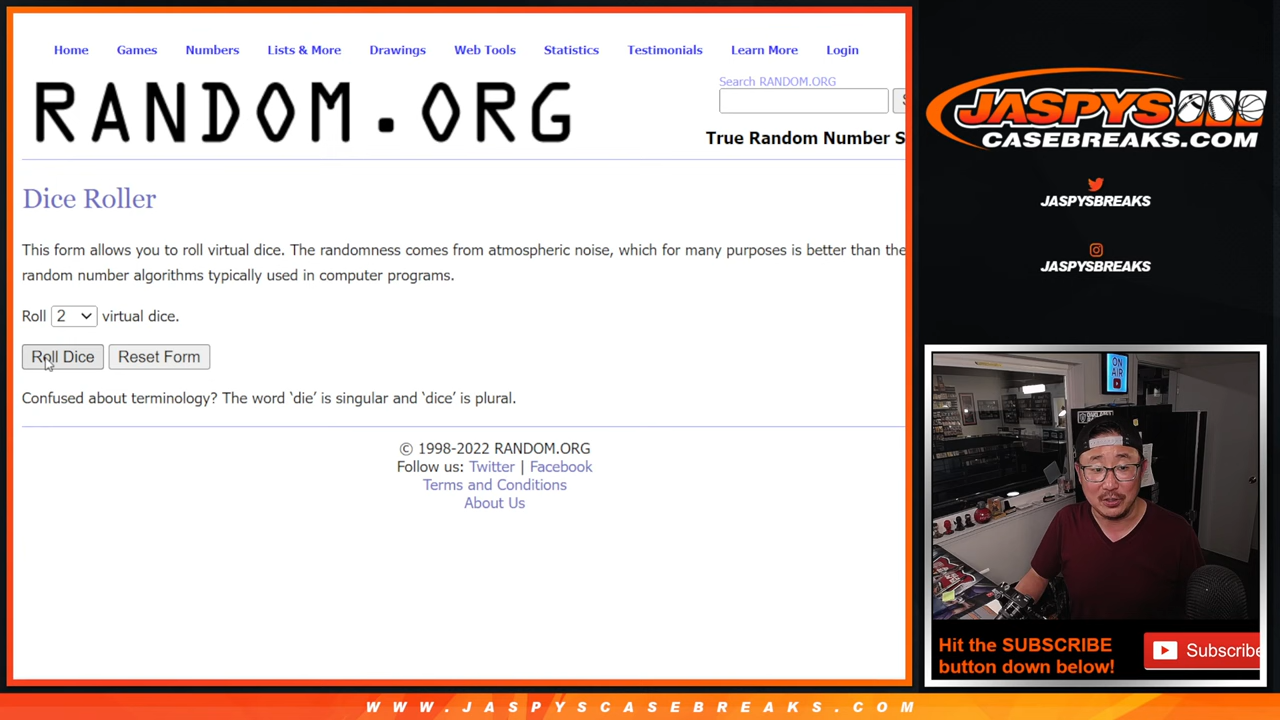 Home Games Numbers Lists & More Drawings Web Tools Statistics Testimonials Learn More Login
RANDOM.ORG
Search RANDOM.ORG
True Random Number S
Dice Roller
This form allows you to roll virtual dice. The randomness comes from atmospheric noise, which for many purposes is better than the
random number algorithms typically used in computer programs.
Roll 2 virtual dice.
Roll Dice Reset Form
Confused about terminology? The word ‘die’ is singular and ‘dice’ is plural.
© 1998-2022 RANDOM.ORG
Follow us: Twitter | Facebook
Terms and Conditions
About Us
JASPYS
CASEBREAKS.COM
JASPYSBREAKS
JASPYSBREAKS
ON
AIR
Hit the SUBSCRIBE
button down below!
Subscribe
WWW.JASPYSCASEBREAKS.COM